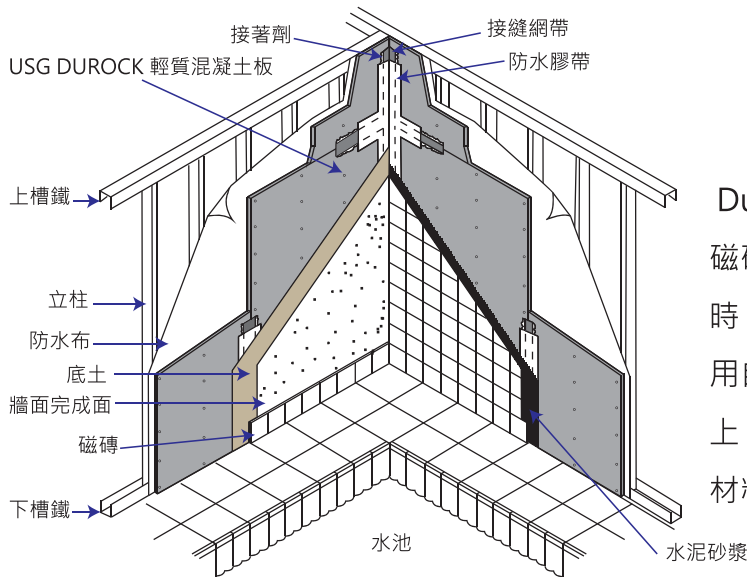 接著劑
接縫網帶
防水膠帶
USG DUROCK 輕質混凝土板
上槽鐵
立柱
防水布
底土
牆面完成面
磁磚
下槽鐵
水池
水泥砂漿
Du
磁
時
用
上
材